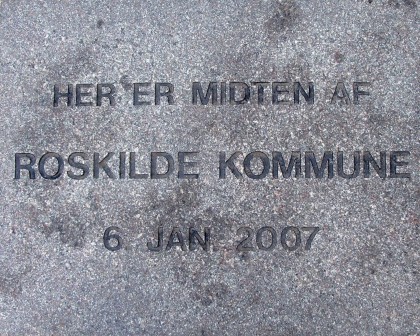 HER ER MIDTEN AF
ROSKILDE KOMMUNE
6. JAN. 2007